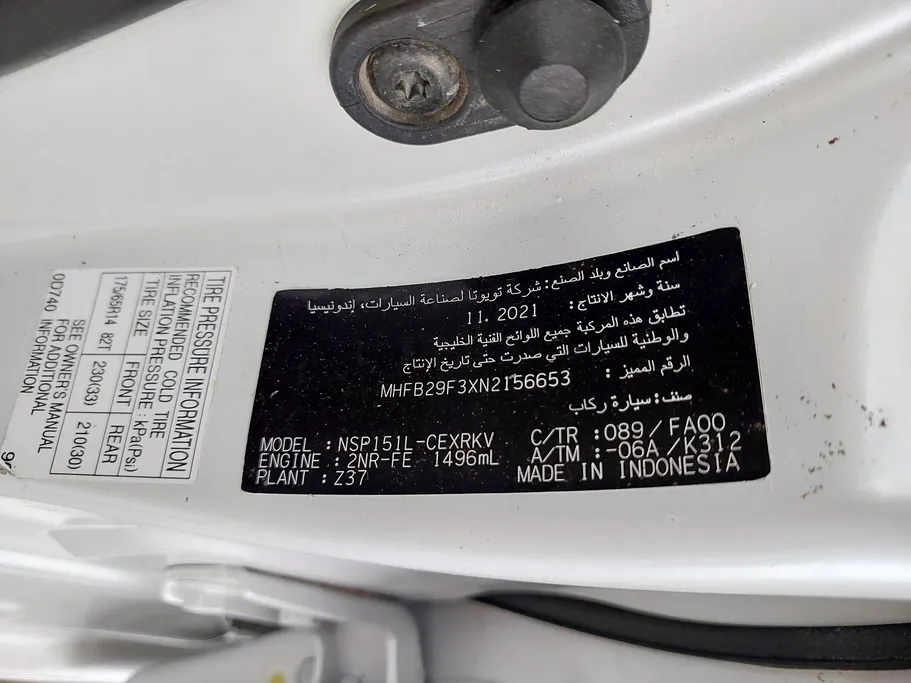 اسم الصانع وبلد الصنع: شركة تويوتا لصناعة السيارات، إندونيسيا
سنة وشهر الانتاج: 11. 2021
تطابق هذه المركبة جميع اللوائح الفنية الخليجية
والوطنية للسيارات التي صدرت حتى تاريخ الإنتاج
الرقم المميز : MHFB29F3XN2156653
صنف: سيارة ركاب
MODEL : NSP151L-CEXRKV C/TR :089/FA00
ENGINE : 2NR-FE 1496mL A/TM :-06A/K312
PLANT : Z37 MADE IN INDONESIA
TIRE PRESSURE INFORMATION
RECOMMENDED COLD TIRE
INFLATION PRESSURE : kPa(Psi)
TIRE SIZE FRONT REAR
175/65R14 82T 230(33) 210(30)
SEE OWNER'S MANUAL
FOR ADDITIONAL
0D740 INFORMATION
9